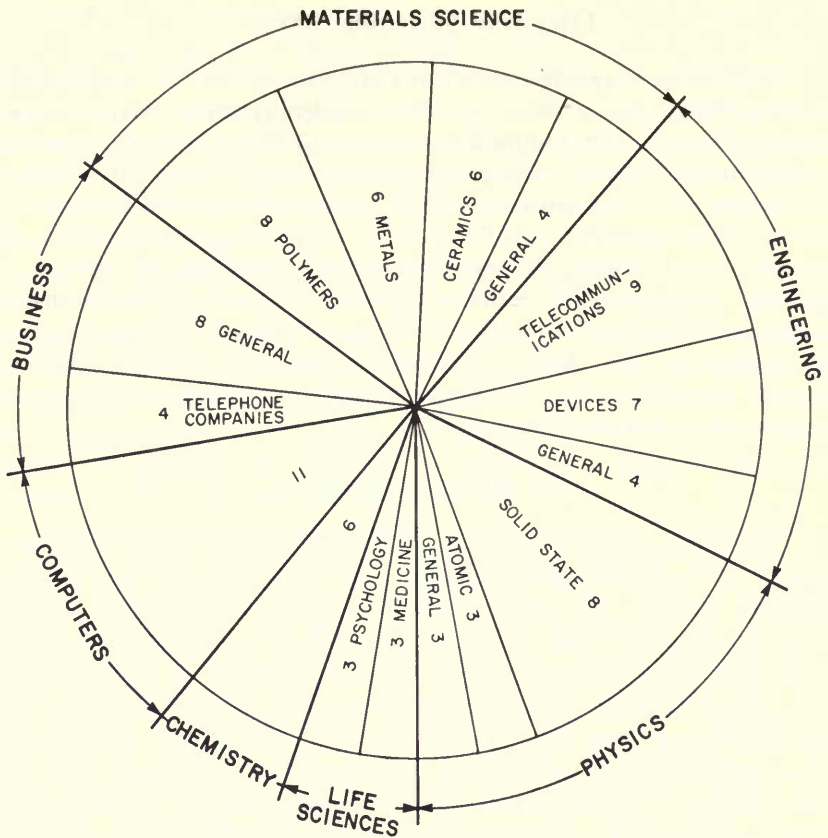 MATERIALS SCIENCE
ENGINEERING
PHYSICS
LIFE
SCIENCES
CHEMISTRY
COMPUTERS
BUSINESS
8 POLYMERS
6 METALS
CERAMICS 6
GENERAL 4
TELECOMMUN-
ICATIONS 9
DEVICES 7
GENERAL 4
SOLID STATE 8
ATOMIC 3
GENERAL 3
3 MEDICINE
3 PSYCHOLOGY
6
11
4 TELEPHONE
COMPANIES
8 GENERAL